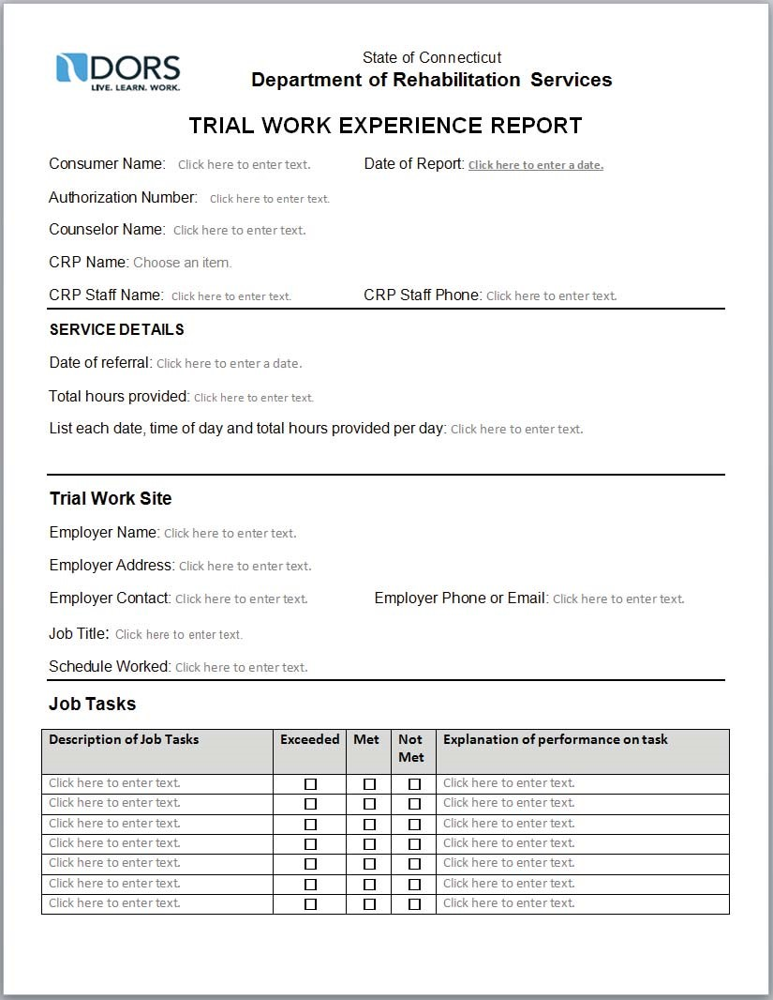 DORS
LIVE. LEARN. WORK.
State of Connecticut
Department of Rehabilitation Services
TRIAL WORK EXPERIENCE REPORT
Consumer Name: Click here to enter text. Date of Report: Click here to enter a date.
Authorization Number: Click here to enter text.
Counselor Name: Click here to enter text.
CRP Name: Choose an item.
CRP Staff Name: Click here to enter text. CRP Staff Phone: Click here to enter text.
SERVICE DETAILS
Date of referral: Click here to enter a date.
Total hours provided: Click here to enter text.
List each date, time of day and total hours provided per day: Click here to enter text.
Trial Work Site
Employer Name: Click here to enter text.
Employer Address: Click here to enter text.
Employer Contact: Click here to enter text. Employer Phone or Email: Click here to enter text.
Job Title: Click here to enter text.
Schedule Worked: Click here to enter text.
Job Tasks
Description of Job Tasks Exceeded Met Not Met Explanation of performance on task
Click here to enter text. ☐ ☐ ☐ Click here to enter text.
Click here to enter text. ☐ ☐ ☐ Click here to enter text.
Click here to enter text. ☐ ☐ ☐ Click here to enter text.
Click here to enter text. ☐ ☐ ☐ Click here to enter text.
Click here to enter text. ☐ ☐ ☐ Click here to enter text.
Click here to enter text. ☐ ☐ ☐ Click here to enter text.
Click here to enter text. ☐ ☐ ☐ Click here to enter text.